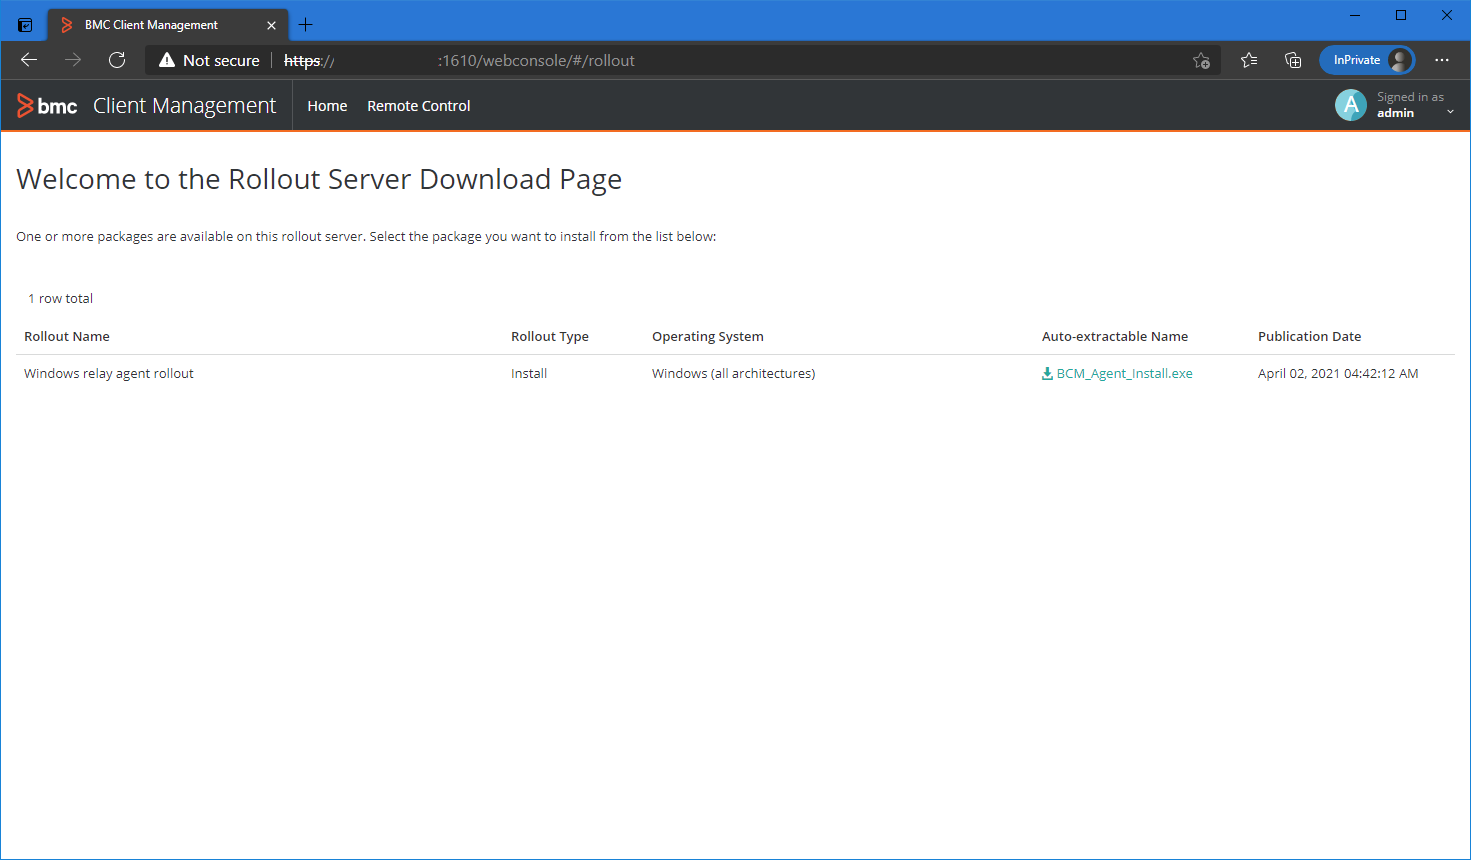 BMC Client Management
Not secure https:// :1610/webconsole/#/rollout InPrivate
bmc Client Management Home Remote Control A Signed in as
admin
Welcome to the Rollout Server Download Page
One or more packages are available on this rollout server. Select the package you want to install from the list below:
1 row total
Rollout Name Rollout Type Operating System Auto-extractable Name Publication Date
Windows relay agent rollout Install Windows (all architectures) BCM_Agent_Install.exe April 02, 2021 04:42:12 AM